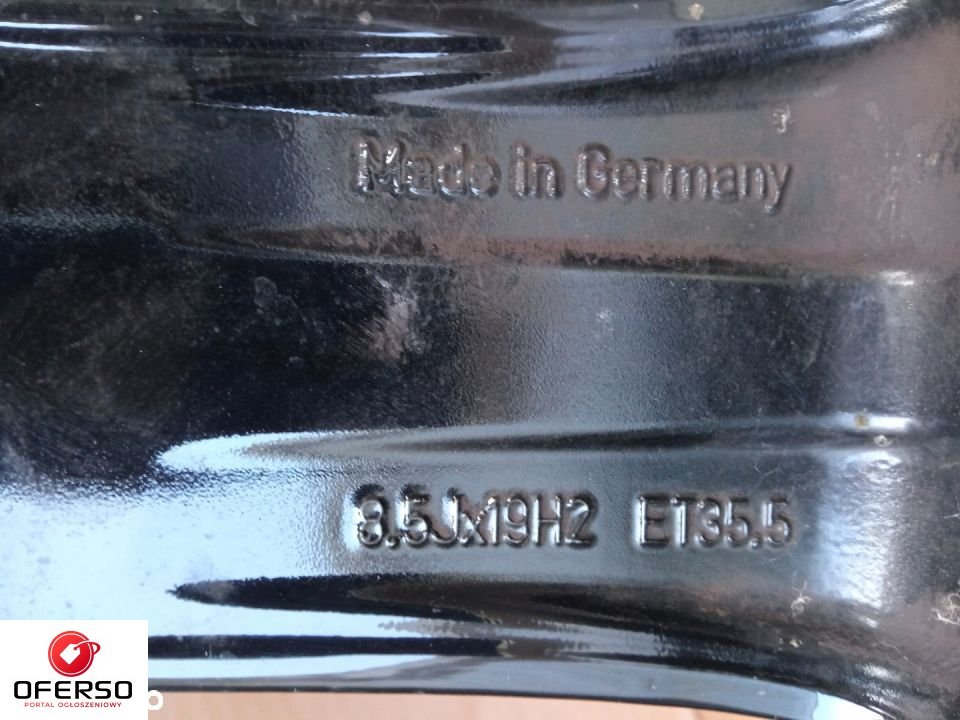 Made in Germany
8.5Jx19H2 ET35.5
OFERSO
PORTAL OGŁOSZENIOWY